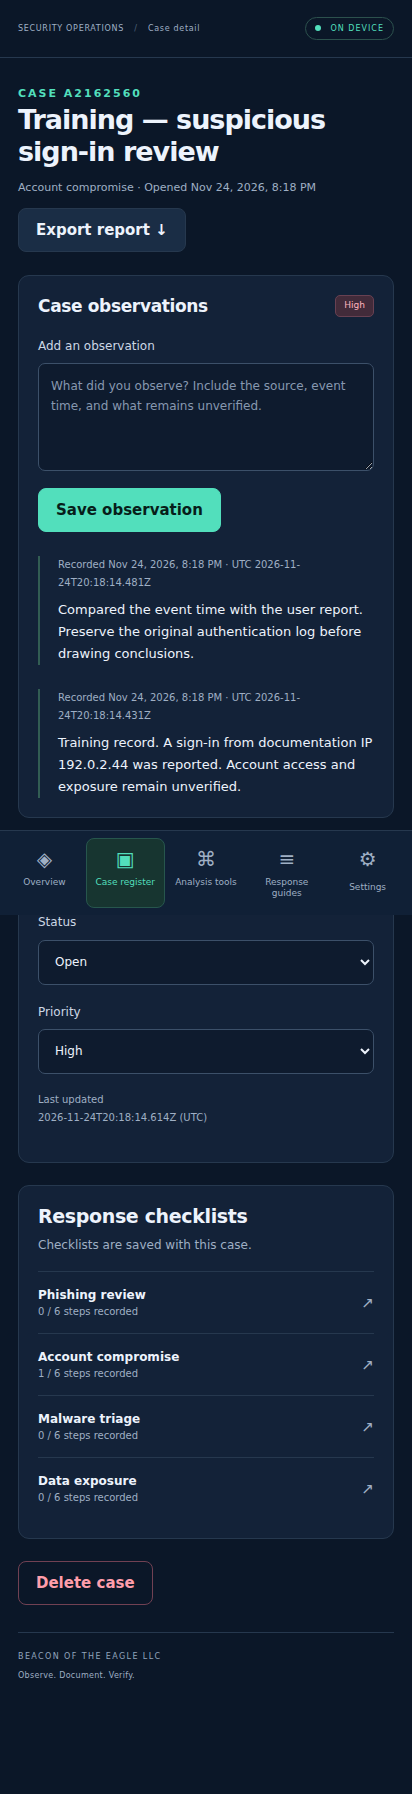 SECURITY OPERATIONS / Case detail
ON DEVICE
CASE A2162560
Training — suspicious
sign-in review
Account compromise · Opened Nov 24, 2026, 8:18 PM
Export report ↓
Case observations
High
Add an observation
What did you observe? Include the source, event
time, and what remains unverified.
Save observation
Recorded Nov 24, 2026, 8:18 PM · UTC 2026-11-
24T20:18:14.481Z
Compared the event time with the user report.
Preserve the original authentication log before
drawing conclusions.
Recorded Nov 24, 2026, 8:18 PM · UTC 2026-11-
24T20:18:14.431Z
Training record. A sign-in from documentation IP
192.0.2.44 was reported. Account access and
exposure remain unverified.
Overview
Case register
Analysis tools
Response
guides
Settings
Status
Open
Priority
High
Last updated
2026-11-24T20:18:14.614Z (UTC)
Response checklists
Checklists are saved with this case.
Phishing review
0 / 6 steps recorded
↗
Account compromise
1 / 6 steps recorded
↗
Malware triage
0 / 6 steps recorded
↗
Data exposure
0 / 6 steps recorded
↗
Delete case
BEACON OF THE EAGLE LLC
Observe. Document. Verify.